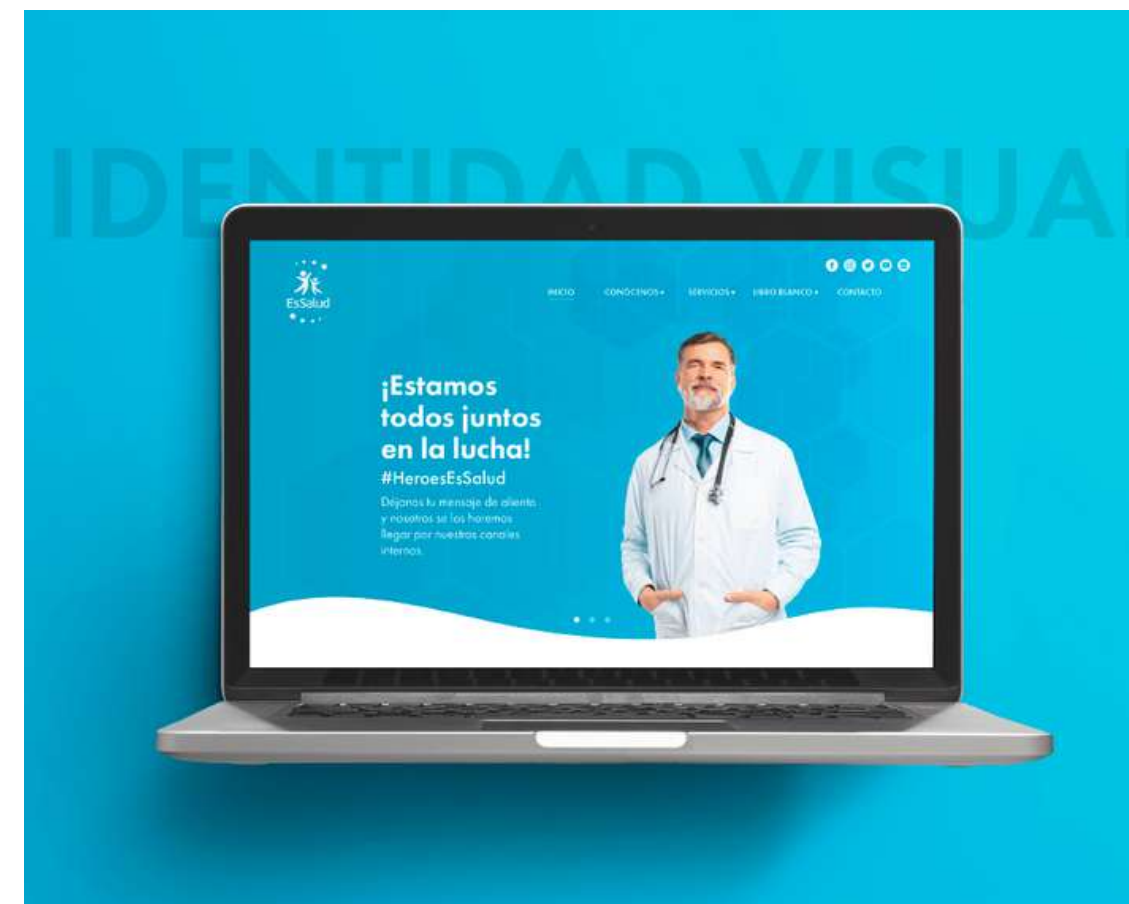 IDENTIDAD VISUAL
EsSalud
INICIO CONÓCENOS SERVICIOS LIBRO BLANCO CONTACTO
¡Estamos
todos juntos
en la lucha!
#HeroesEsSalud
Déjanos tu mensaje de aliento
y nosotros se los haremos
llegar por nuestros canales
internos.